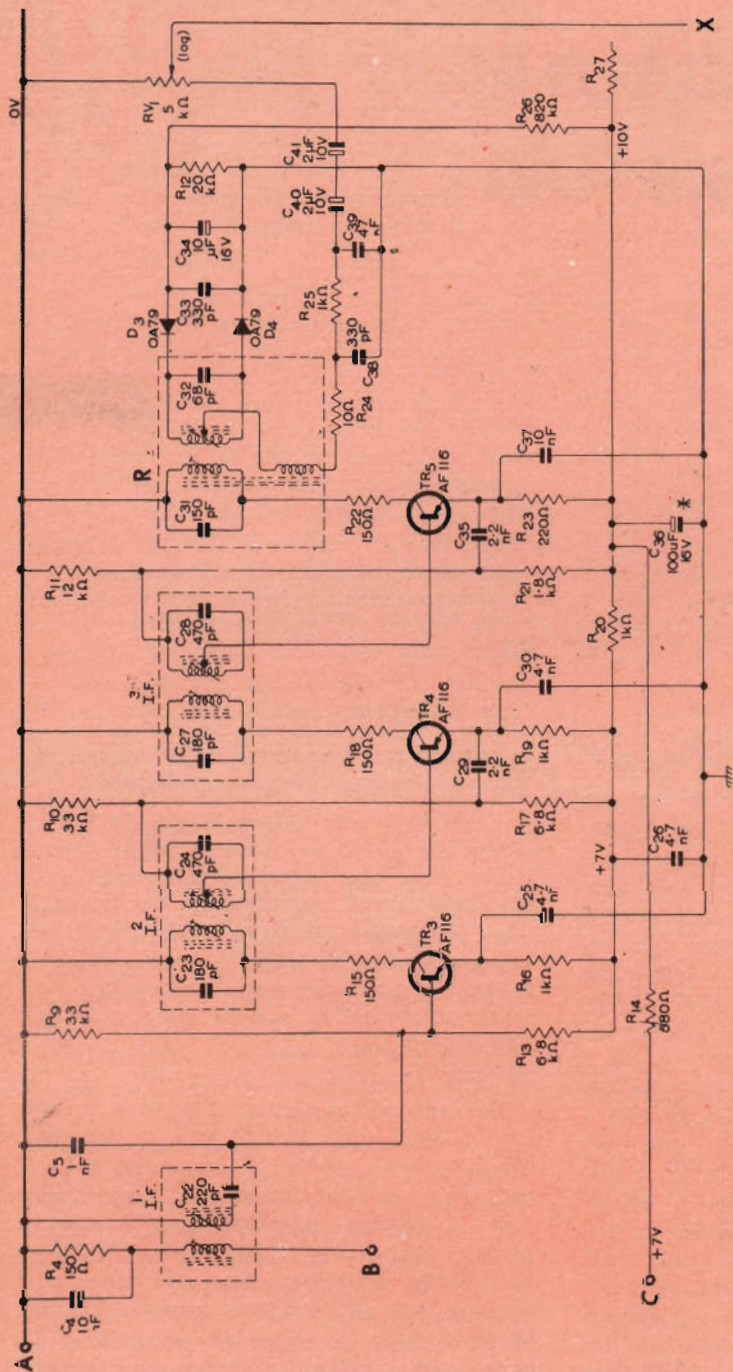 A
0V
C4
10
nF
R4
150
Ω
C5
1
nF
R9
33
kΩ
R10
33
kΩ
R11
12
kΩ
RV1
5
kΩ
(log)
1
I.F.
C22
220
pF
2
I.F.
C23
180
pF
C24
470
pF
3
I.F.
C27
180
pF
C28
470
pF
R
C31
150
pF
C32
68
pF
D3
OA79
D4
OA79
C33
330
pF
C34
10
µF
16V
R12
20
kΩ
B
R15
150Ω
TR3
AF116
R18
150Ω
TR4
AF116
R22
150Ω
TR5
AF116
R24
10Ω
C38
330
pF
R25
1kΩ
C39
47
nF
C40
2µF
10V
C41
2µF
10V
R13
6·8
kΩ
R16
1kΩ
C25
4·7
nF
R17
6·8
kΩ
C29
2·2
nF
R19
1kΩ
C30
4·7
nF
R21
1·8
kΩ
C35
2·2
nF
R23
220Ω
C37
10
nF
R26
820
kΩ
R27
+10V
X
C
+7V
R14
680Ω
+7V
C26
4·7
nF
R20
1kΩ
C36
100µF
16V
*